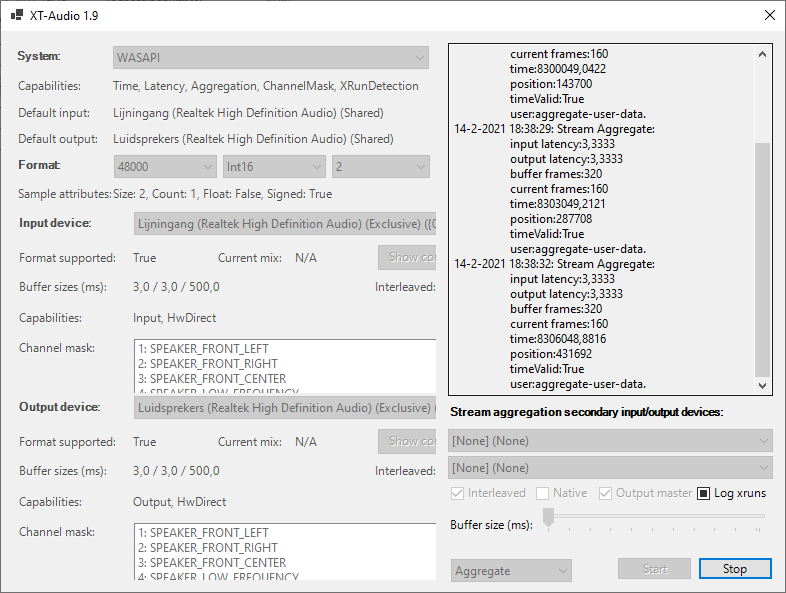 XT-Audio 1.9
System:
WASAPI
Capabilities:
Time, Latency, Aggregation, ChannelMask, XRunDetection
Default input:
Lijningang (Realtek High Definition Audio) (Shared)
Default output:
Luidsprekers (Realtek High Definition Audio) (Shared)
Format:
48000
Int16
2
Sample attributes:
Size: 2, Count: 1, Float: False, Signed: True
Input device:
Lijningang (Realtek High Definition Audio) (Exclusive) ({0
Format supported:
True
Current mix:
N/A
Show co
Buffer sizes (ms):
3,0 / 3,0 / 500,0
Interleaved:
Capabilities:
Input, HwDirect
Channel mask:
1: SPEAKER_FRONT_LEFT
2: SPEAKER_FRONT_RIGHT
3: SPEAKER_FRONT_CENTER
4: SPEAKER_LOW_FREQUENCY
Output device:
Luidsprekers (Realtek High Definition Audio) (Exclusive) (
Format supported:
True
Current mix:
N/A
Show co
Buffer sizes (ms):
3,0 / 3,0 / 500,0
Interleaved:
Capabilities:
Output, HwDirect
Channel mask:
1: SPEAKER_FRONT_LEFT
2: SPEAKER_FRONT_RIGHT
3: SPEAKER_FRONT_CENTER
4: SPEAKER_LOW_FREQUENCY
current frames:160
time:8300049,0422
position:143700
timeValid:True
user:aggregate-user-data.
14-2-2021 18:38:29: Stream Aggregate:
input latency:3,3333
output latency:3,3333
buffer frames:320
current frames:160
time:8303049,2121
position:287708
timeValid:True
user:aggregate-user-data.
14-2-2021 18:38:32: Stream Aggregate:
input latency:3,3333
output latency:3,3333
buffer frames:320
current frames:160
time:8306048,8816
position:431692
timeValid:True
user:aggregate-user-data.
Stream aggregation secondary input/output devices:
[None] (None)
[None] (None)
Interleaved
Native
Output master
Log xruns
Buffer size (ms):
Aggregate
Start
Stop